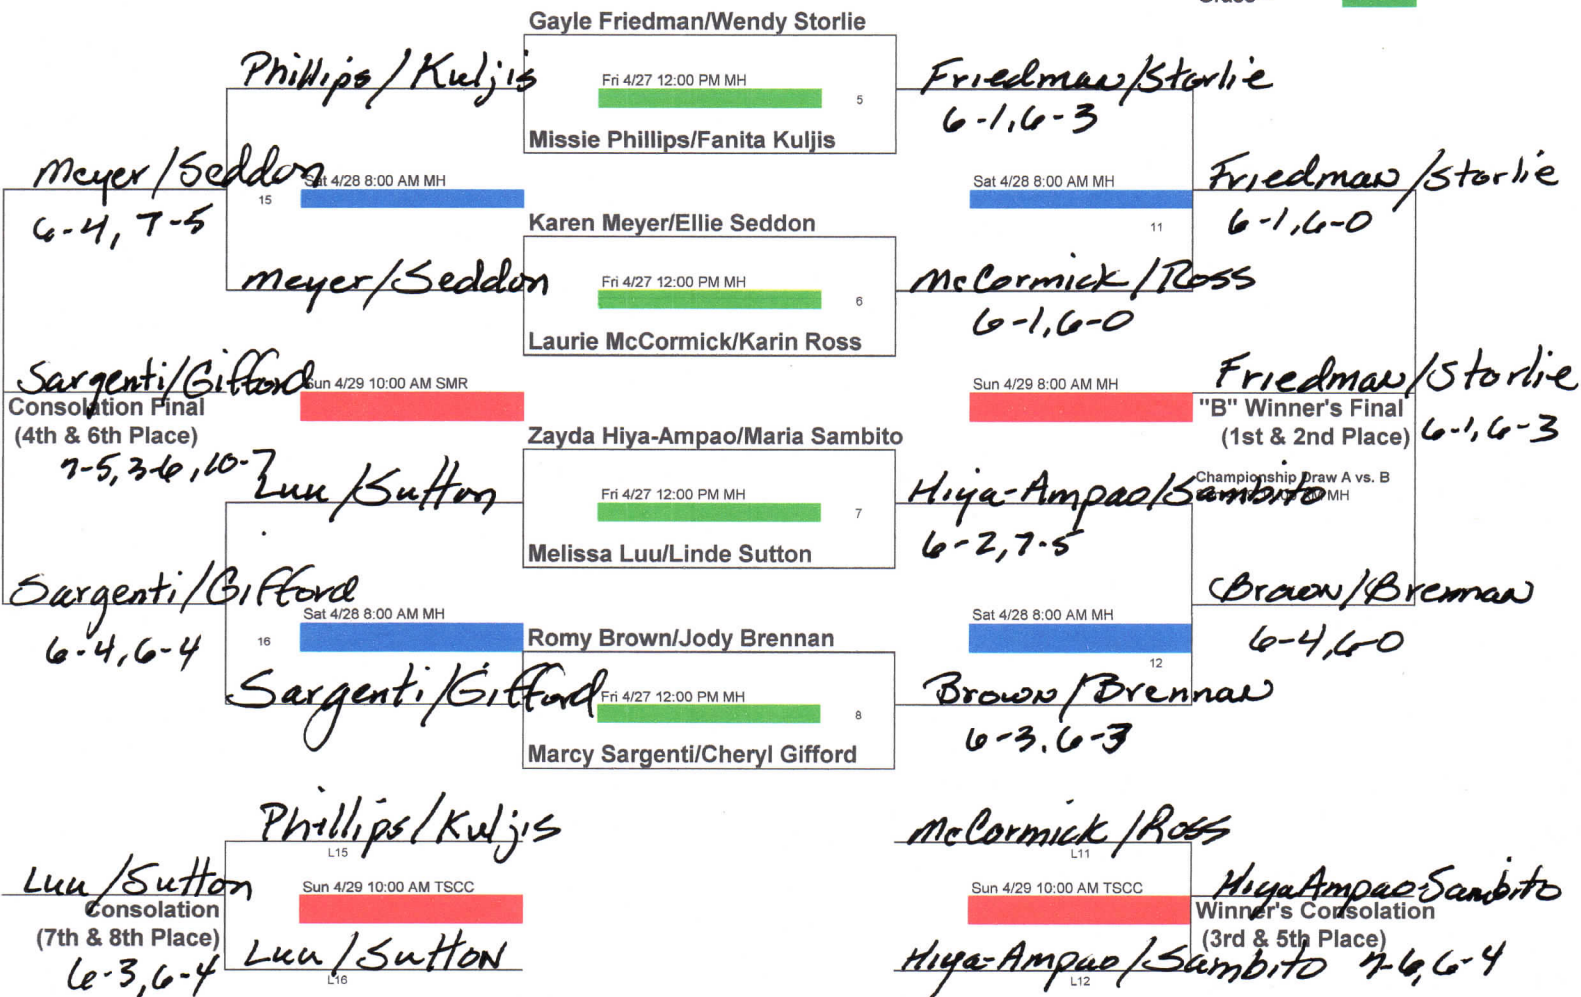 Grass
Gayle Friedman/Wendy Storlie
Phillips/Kuljis
Fri 4/27 12:00 PM MH
5
Friedman/Storlie
6-1, 6-3
Missie Phillips/Fanita Kuljis
Meyer/Seddon
6-4, 7-5
Sat 4/28 8:00 AM MH
15
Sat 4/28 8:00 AM MH
11
Friedman/Storlie
6-1, 6-0
Karen Meyer/Ellie Seddon
Meyer/Seddon
Fri 4/27 12:00 PM MH
6
McCormick/Ross
6-1, 6-0
Laurie McCormick/Karin Ross
Sargenti/Gifford
Sun 4/29 10:00 AM SMR
Consolation Final
(4th & 6th Place)
7-5, 3-6, 10-7
Sun 4/29 8:00 AM MH
Friedman/Storlie
"B" Winner's Final
(1st & 2nd Place)
6-1, 6-3
Championship Draw A vs. B
MH
Zayda Hiya-Ampao/Maria Sambito
Luu/Sutton
Fri 4/27 12:00 PM MH
7
Hiya-Ampao/Sambito
6-2, 7-5
Melissa Luu/Linde Sutton
Sargenti/Gifford
6-4, 6-4
Sat 4/28 8:00 AM MH
16
Sat 4/28 8:00 AM MH
12
Brown/Brennan
6-4, 6-0
Romy Brown/Jody Brennan
Sargenti/Gifford
Fri 4/27 12:00 PM MH
8
Brown/Brennan
6-3, 6-3
Marcy Sargenti/Cheryl Gifford
Phillips/Kuljis
L15
Luu/Sutton
Sun 4/29 10:00 AM TSCC
Consolation
(7th & 8th Place)
6-3, 6-4
Luu/Sutton
L16
McCormick/Ross
L11
Sun 4/29 10:00 AM TSCC
Hiya Ampao-Sambito
Winner's Consolation
(3rd & 5th Place)
7-6, 6-4
Hiya-Ampao/Sambito
L12